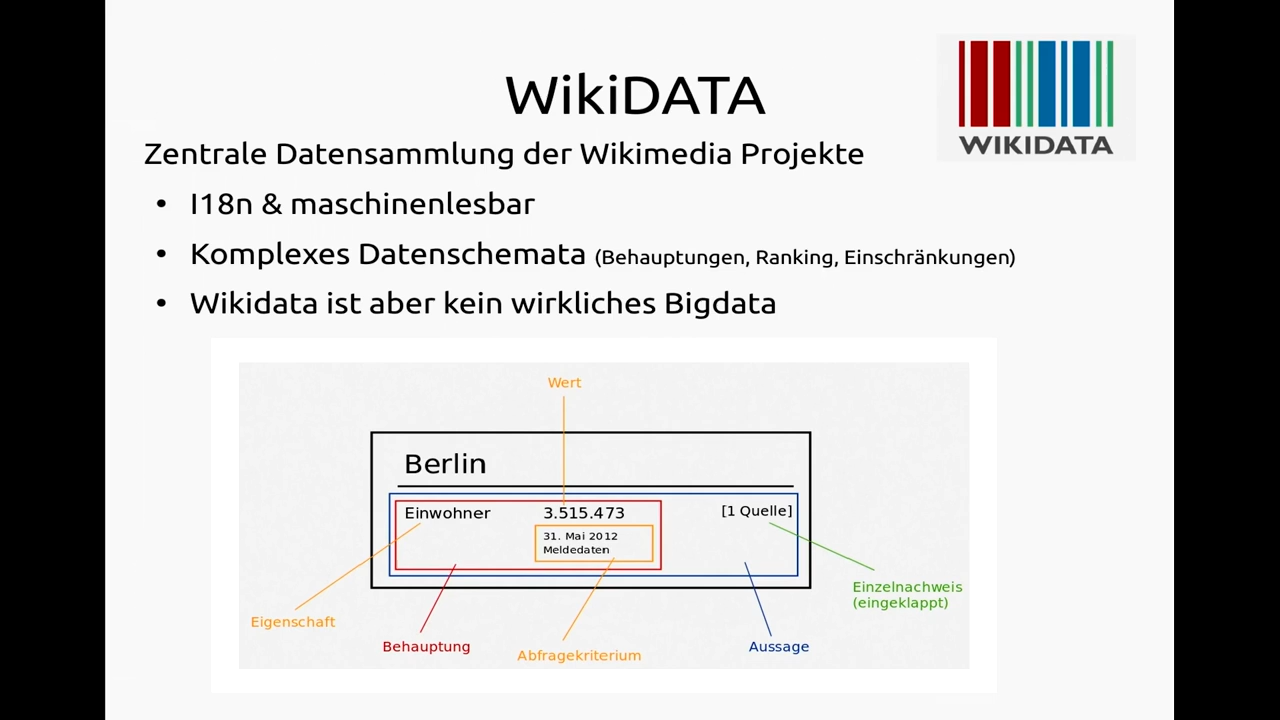 WikiDATA
WIKIDATA
Zentrale Datensammlung der Wikimedia Projekte
• I18n & maschinenlesbar
• Komplexes Datenschemata (Behauptungen, Ranking, Einschränkungen)
• Wikidata ist aber kein wirkliches Bigdata
Wert
Berlin
Einwohner 3.515.473 [1 Quelle]
31. Mai 2012
Meldedaten
Einzelnachweis
(eingeklappt)
Eigenschaft
Behauptung
Abfragekriterium
Aussage